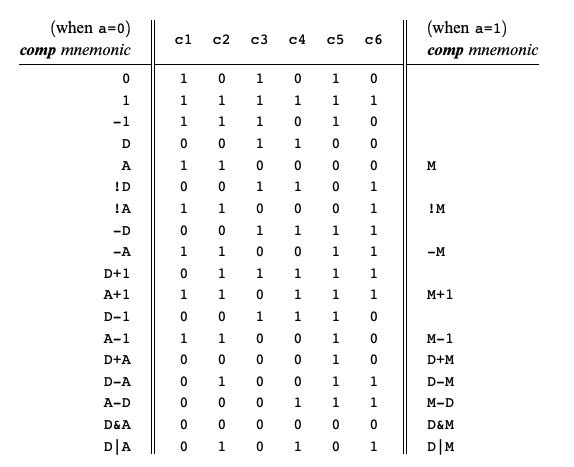 (when a=0) c1 c2 c3 c4 c5 c6 (when a=1)
comp mnemonic comp mnemonic
0 1 0 1 0 1 0
1 1 1 1 1 1 1
-1 1 1 1 0 1 0
D 0 0 1 1 0 0
A 1 1 0 0 0 0 M
!D 0 0 1 1 0 1
!A 1 1 0 0 0 1 !M
-D 0 0 1 1 1 1
-A 1 1 0 0 1 1 -M
D+1 0 1 1 1 1 1
A+1 1 1 0 1 1 1 M+1
D-1 0 0 1 1 1 0
A-1 1 1 0 0 1 0 M-1
D+A 0 0 0 0 1 0 D+M
D-A 0 1 0 0 1 1 D-M
A-D 0 0 0 1 1 1 M-D
D&A 0 0 0 0 0 0 D&M
D|A 0 1 0 1 0 1 D|M